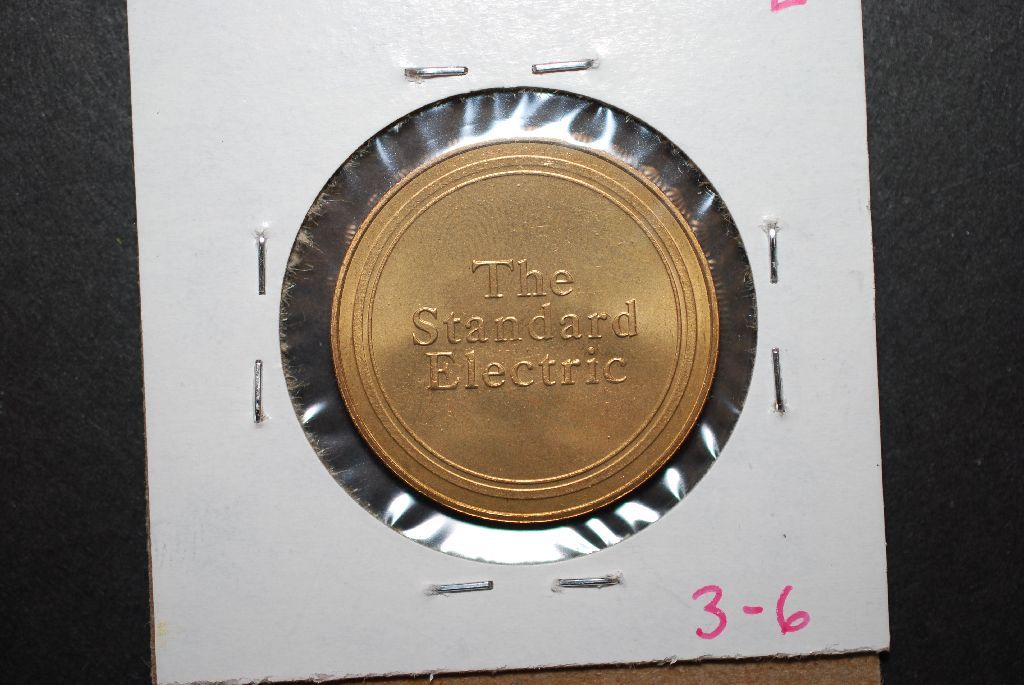 The
Standard
Electric
3-6